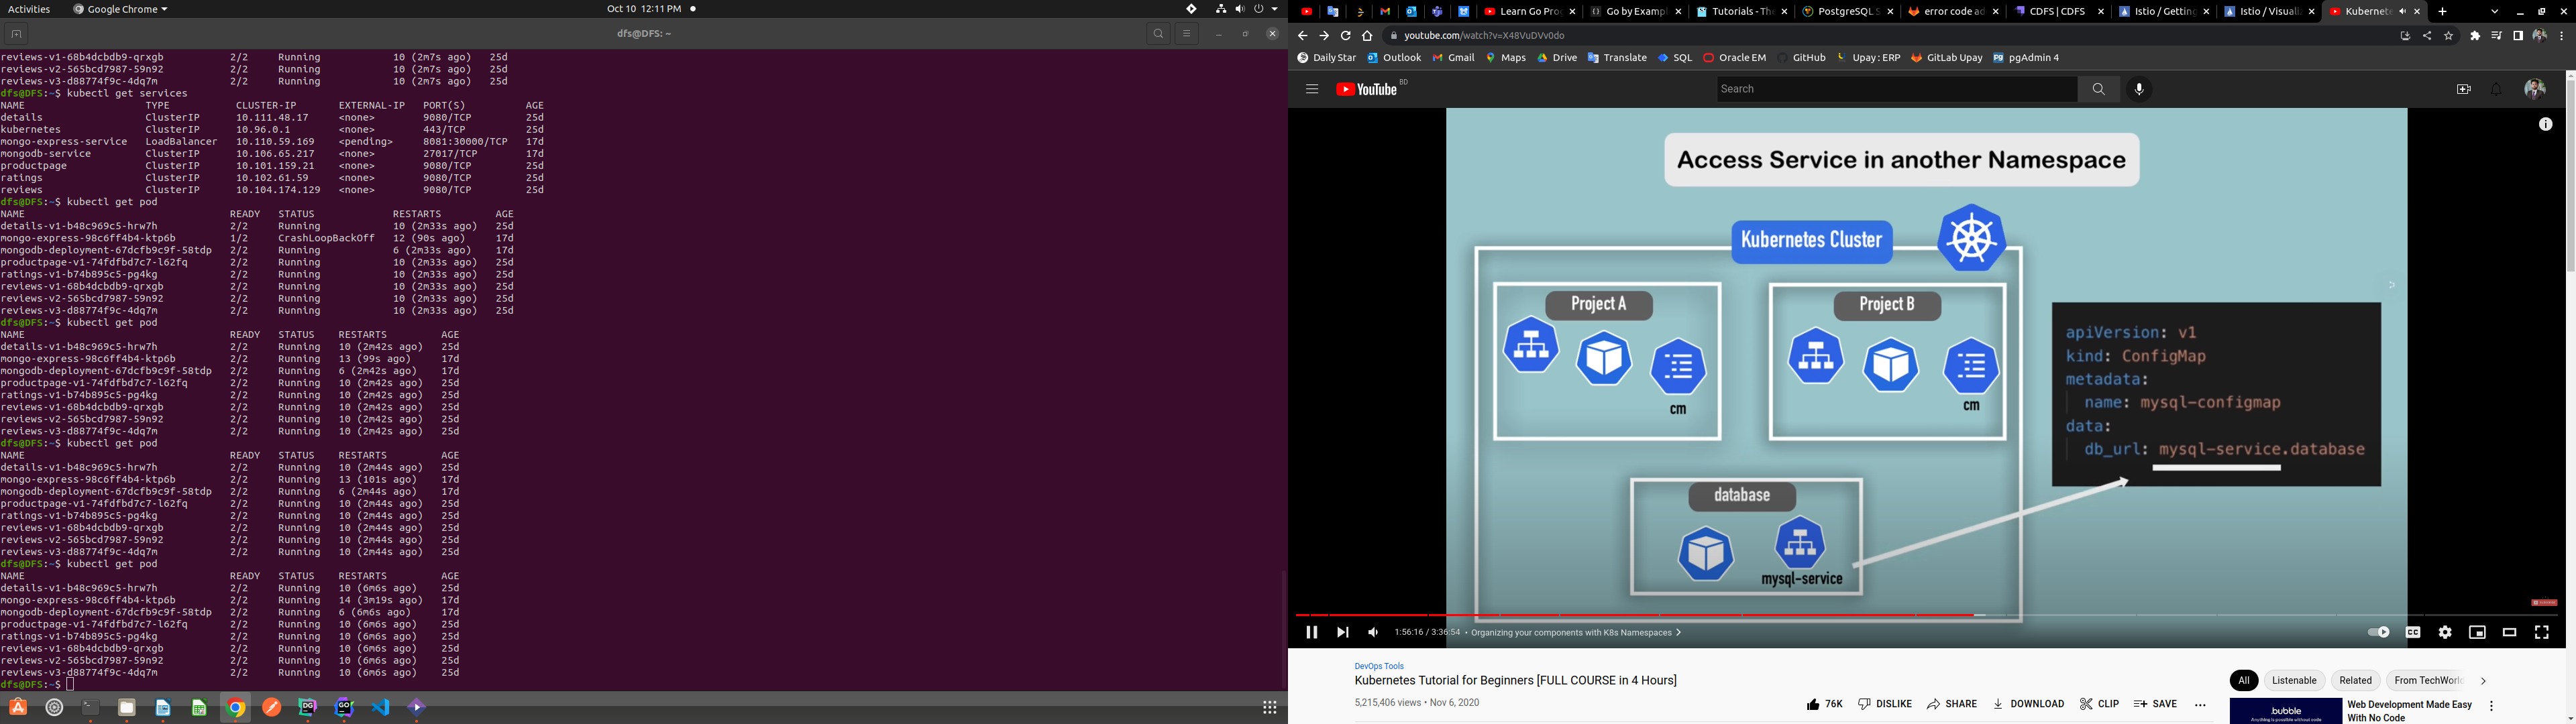 Activities
Google Chrome
Oct 10 12:11 PM
dfs@DFS: ~
reviews-v1-68b4dcbdb9-qrxgb 2/2 Running 10 (2m7s ago) 25d
reviews-v2-565bcd7987-59n92 2/2 Running 10 (2m7s ago) 25d
reviews-v3-d88774f9c-4dq7m 2/2 Running 10 (2m7s ago) 25d
dfs@DFS:~$ kubectl get services
NAME TYPE CLUSTER-IP EXTERNAL-IP PORT(S) AGE
details ClusterIP 10.111.48.17 <none> 9080/TCP 25d
kubernetes ClusterIP 10.96.0.1 <none> 443/TCP 25d
mongo-express-service LoadBalancer 10.110.59.169 <pending> 8081:30000/TCP 17d
mongodb-service ClusterIP 10.106.65.217 <none> 27017/TCP 17d
productpage ClusterIP 10.101.159.21 <none> 9080/TCP 25d
ratings ClusterIP 10.102.61.59 <none> 9080/TCP 25d
reviews ClusterIP 10.104.174.129 <none> 9080/TCP 25d
dfs@DFS:~$ kubectl get pod
NAME READY STATUS RESTARTS AGE
details-v1-b48c969c5-hrw7h 2/2 Running 10 (2m33s ago) 25d
mongo-express-98c6ff4b4-ktp6b 1/2 CrashLoopBackOff 12 (90s ago) 17d
mongodb-deployment-67dcfb9c9f-58tdp 2/2 Running 6 (2m33s ago) 17d
productpage-v1-74fdfbd7c7-l62fq 2/2 Running 10 (2m33s ago) 25d
ratings-v1-b74b895c5-pg4kg 2/2 Running 10 (2m33s ago) 25d
reviews-v1-68b4dcbdb9-qrxgb 2/2 Running 10 (2m33s ago) 25d
reviews-v2-565bcd7987-59n92 2/2 Running 10 (2m33s ago) 25d
reviews-v3-d88774f9c-4dq7m 2/2 Running 10 (2m33s ago) 25d
dfs@DFS:~$ kubectl get pod
NAME READY STATUS RESTARTS AGE
details-v1-b48c969c5-hrw7h 2/2 Running 10 (2m42s ago) 25d
mongo-express-98c6ff4b4-ktp6b 2/2 Running 13 (99s ago) 17d
mongodb-deployment-67dcfb9c9f-58tdp 2/2 Running 6 (2m42s ago) 17d
productpage-v1-74fdfbd7c7-l62fq 2/2 Running 10 (2m42s ago) 25d
ratings-v1-b74b895c5-pg4kg 2/2 Running 10 (2m42s ago) 25d
reviews-v1-68b4dcbdb9-qrxgb 2/2 Running 10 (2m42s ago) 25d
reviews-v2-565bcd7987-59n92 2/2 Running 10 (2m42s ago) 25d
reviews-v3-d88774f9c-4dq7m 2/2 Running 10 (2m42s ago) 25d
dfs@DFS:~$ kubectl get pod
NAME READY STATUS RESTARTS AGE
details-v1-b48c969c5-hrw7h 2/2 Running 10 (2m44s ago) 25d
mongo-express-98c6ff4b4-ktp6b 2/2 Running 13 (101s ago) 17d
mongodb-deployment-67dcfb9c9f-58tdp 2/2 Running 6 (2m44s ago) 17d
productpage-v1-74fdfbd7c7-l62fq 2/2 Running 10 (2m44s ago) 25d
ratings-v1-b74b895c5-pg4kg 2/2 Running 10 (2m44s ago) 25d
reviews-v1-68b4dcbdb9-qrxgb 2/2 Running 10 (2m44s ago) 25d
reviews-v2-565bcd7987-59n92 2/2 Running 10 (2m44s ago) 25d
reviews-v3-d88774f9c-4dq7m 2/2 Running 10 (2m44s ago) 25d
dfs@DFS:~$ kubectl get pod
NAME READY STATUS RESTARTS AGE
details-v1-b48c969c5-hrw7h 2/2 Running 10 (6m6s ago) 25d
mongo-express-98c6ff4b4-ktp6b 2/2 Running 14 (3m19s ago) 17d
mongodb-deployment-67dcfb9c9f-58tdp 2/2 Running 6 (6m6s ago) 17d
productpage-v1-74fdfbd7c7-l62fq 2/2 Running 10 (6m6s ago) 25d
ratings-v1-b74b895c5-pg4kg 2/2 Running 10 (6m6s ago) 25d
reviews-v1-68b4dcbdb9-qrxgb 2/2 Running 10 (6m6s ago) 25d
reviews-v2-565bcd7987-59n92 2/2 Running 10 (6m6s ago) 25d
reviews-v3-d88774f9c-4dq7m 2/2 Running 10 (6m6s ago) 25d
dfs@DFS:~$
Learn Go Prog Go by Exampl Tutorials - The PostgreSQL S error code ad CDFS | CDFS Istio / Getting Istio / Visualiz Kubernete
youtube.com/watch?v=X48VuDVv0do
Daily Star Outlook Gmail Maps Drive Translate SQL Oracle EM GitHub Upay : ERP GitLab Upay pgAdmin 4
YouTube BD
Search
Access Service in another Namespace
Kubernetes Cluster
Project A
Project B
cm
cm
database
mysql-service
apiVersion: v1
kind: ConfigMap
metadata:
name: mysql-configmap
data:
db_url: mysql-service.database
1:56:16 / 3:36:54 • Organizing your components with K8s Namespaces
DevOps Tools
Kubernetes Tutorial for Beginners [FULL COURSE in 4 Hours]
5,215,406 views • Nov 6, 2020
76K DISLIKE SHARE DOWNLOAD CLIP SAVE
All Listenable Related From TechWorld
.bubble
Anything is possible without code!
Web Development Made Easy
With No Code